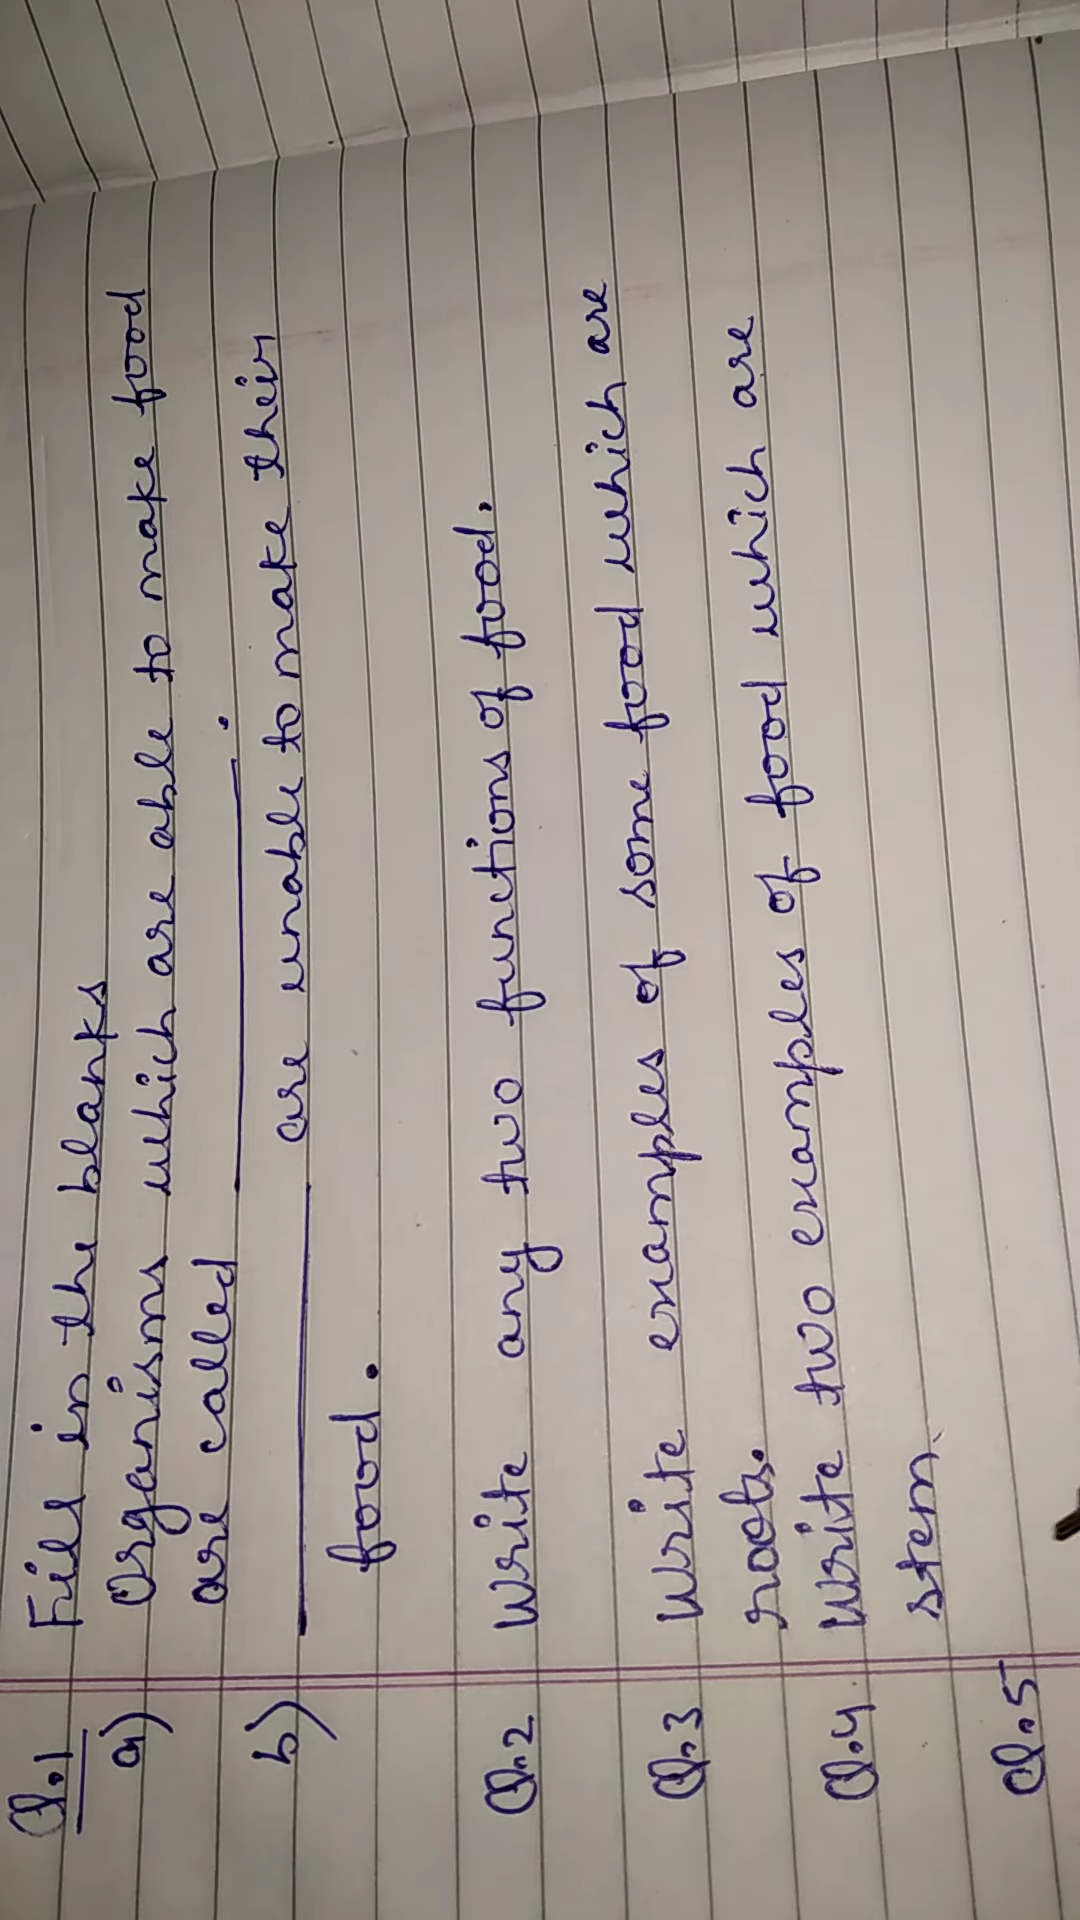 Q.1 Fill in the blanks
a) Organisms which are able to make food
are called ________.
b) ________ are unable to make their
food.
Q.2 Write any two functions of food.
Q.3 Write examples of some food which are
roots.
Q.4. Write two examples of food which are
stem.
Q.5